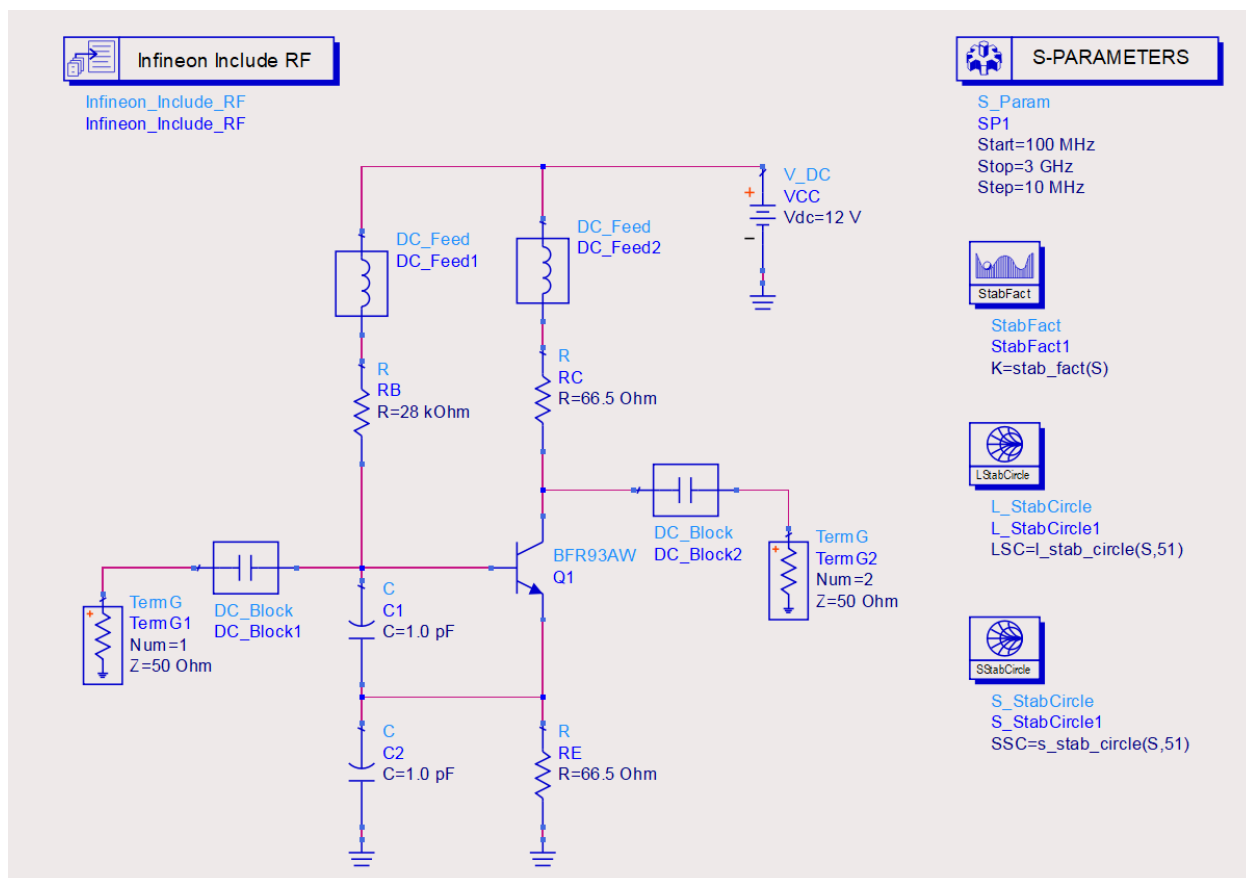 Infineon Include RF
Infineon_Include_RF
Infineon_Include_RF
S-PARAMETERS
S_Param
SP1
Start=100 MHz
Stop=3 GHz
Step=10 MHz
V_DC
VCC
Vdc=12 V
DC_Feed
DC_Feed1
DC_Feed
DC_Feed2
StabFact
StabFact
StabFact1
K=stab_fact(S)
R
RB
R=28 kOhm
R
RC
R=66.5 Ohm
LStabCircle
L_StabCircle
L_StabCircle1
LSC=l_stab_circle(S,51)
DC_Block
DC_Block2
BFR93AW
Q1
TermG
TermG2
Num=2
Z=50 Ohm
TermG
TermG1
Num=1
Z=50 Ohm
DC_Block
DC_Block1
C
C1
C=1.0 pF
SStabCircle
S_StabCircle
S_StabCircle1
SSC=s_stab_circle(S,51)
C
C2
C=1.0 pF
R
RE
R=66.5 Ohm